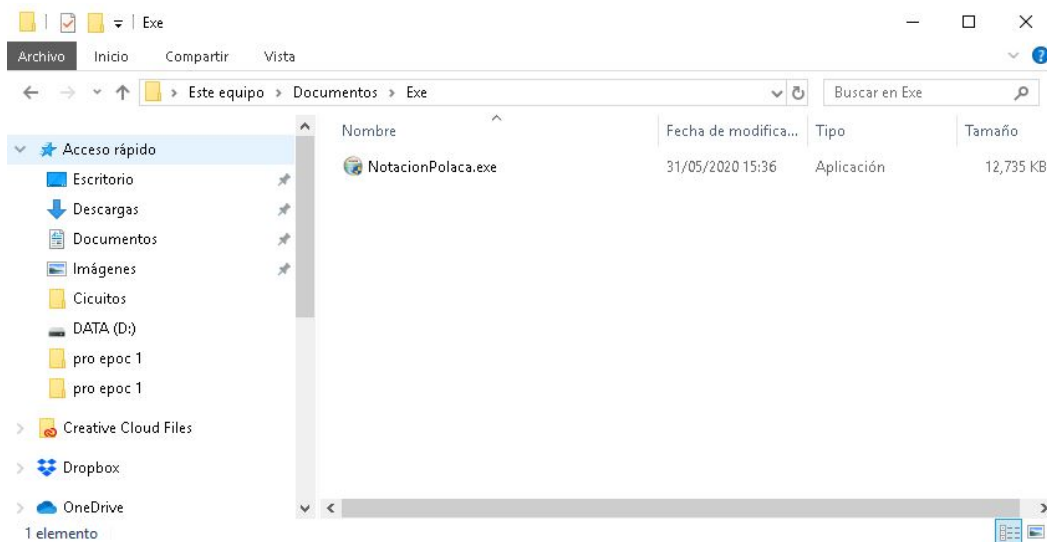 Exe
Archivo Inicio Compartir Vista
Este equipo > Documentos > Exe Buscar en Exe
Nombre Fecha de modifica... Tipo Tamaño
Acceso rápido
NotacionPolaca.exe 31/05/2020 15:36 Aplicación 12,735 KB
Escritorio
Descargas
Documentos
Imágenes
Cicuitos
DATA (D:)
pro epoc 1
pro epoc 1
Creative Cloud Files
Dropbox
OneDrive
1 elemento